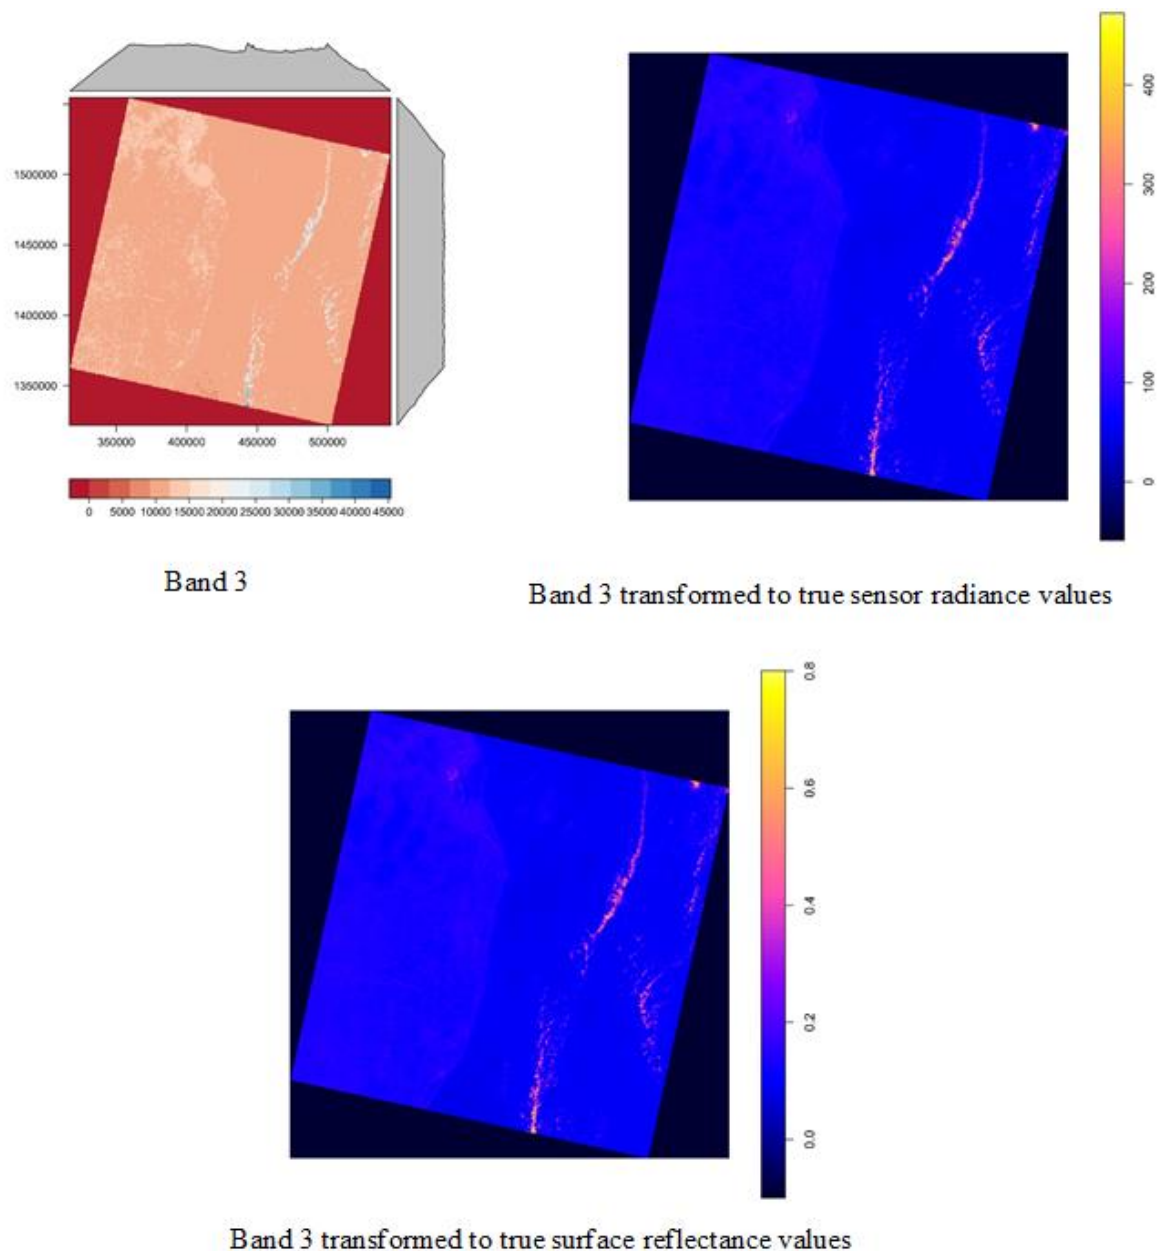 1500000
1450000
1400000
1350000
350000 400000 450000 500000
0 5000 10000 15000 20000 25000 30000 35000 40000 45000
Band 3
400
300
200
100
0
Band 3 transformed to true sensor radiance values
0.8
0.6
0.4
0.2
0.0
Band 3 transformed to true surface reflectance values